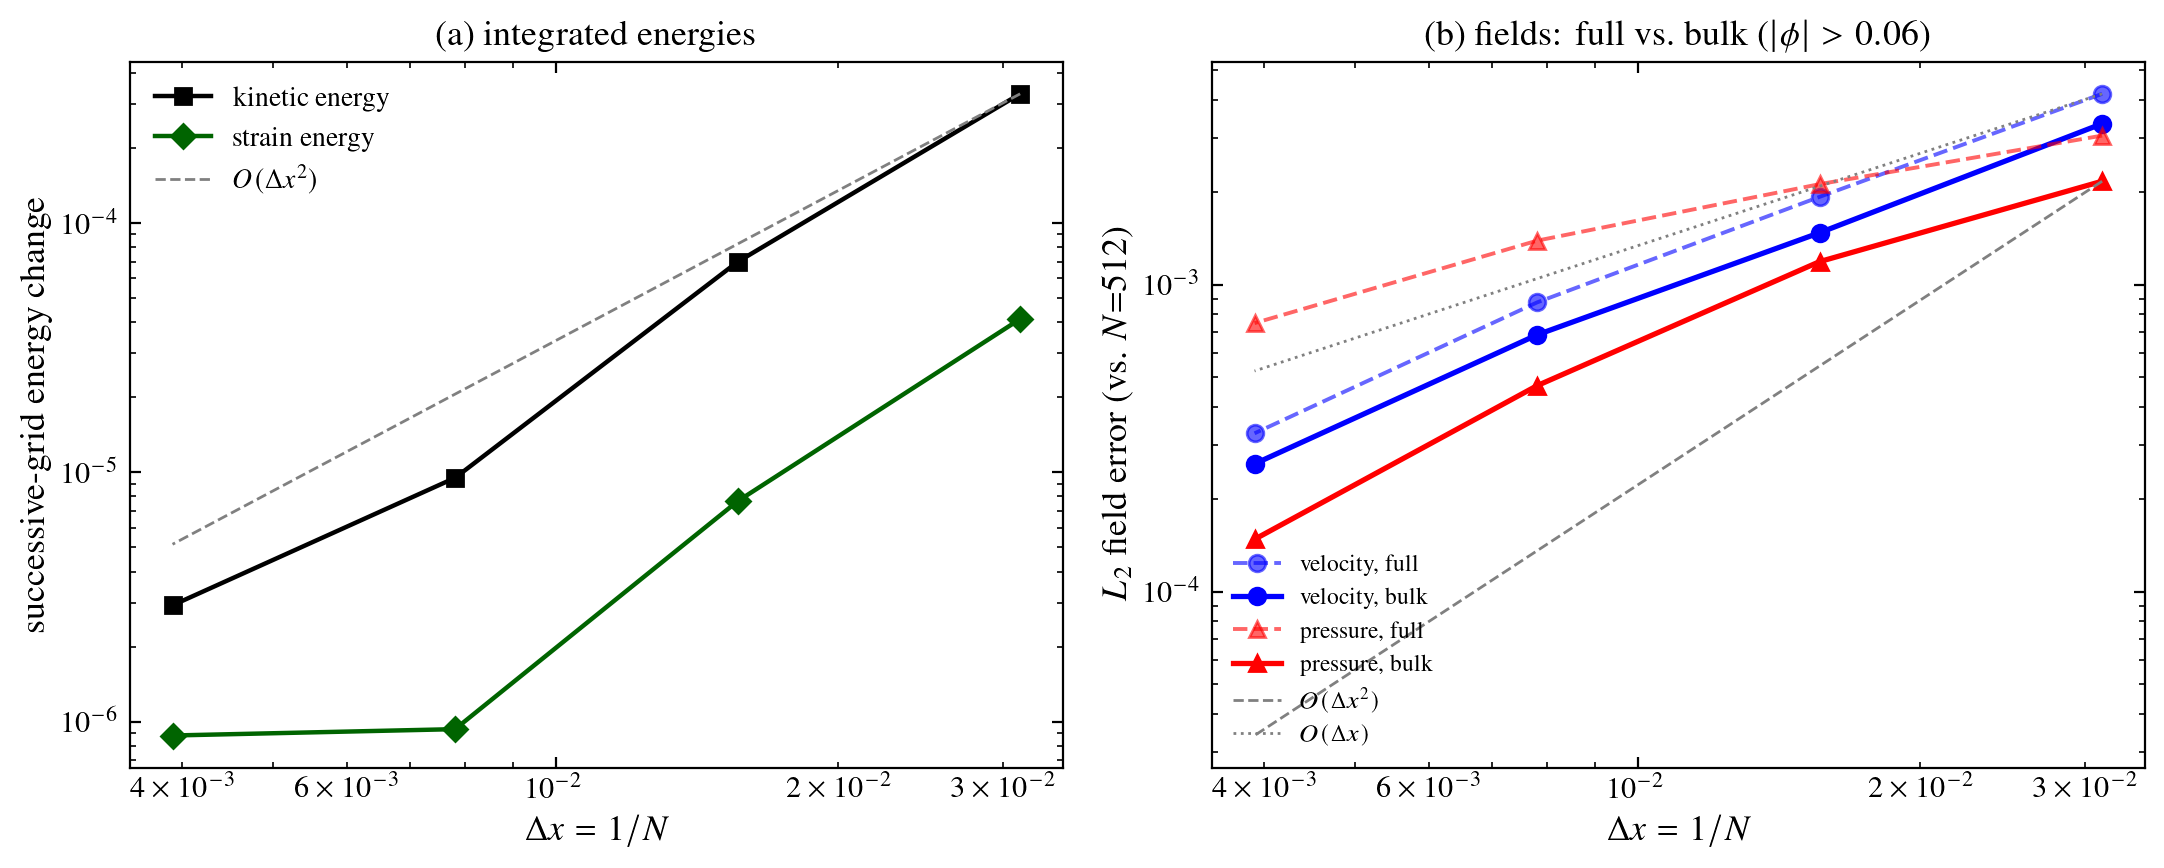 (a) integrated energies
kinetic energy
strain energy
O(Δx²)
successive-grid energy change
10⁻⁴
10⁻⁵
10⁻⁶
4 × 10⁻³
6 × 10⁻³
10⁻²
2 × 10⁻²
3 × 10⁻²
Δx = 1/N
(b) fields: full vs. bulk (|ϕ| > 0.06)
L₂ field error (vs. N=512)
10⁻³
10⁻⁴
velocity, full
velocity, bulk
pressure, full
pressure, bulk
O(Δx²)
O(Δx)
4 × 10⁻³
6 × 10⁻³
10⁻²
2 × 10⁻²
3 × 10⁻²
Δx = 1/N